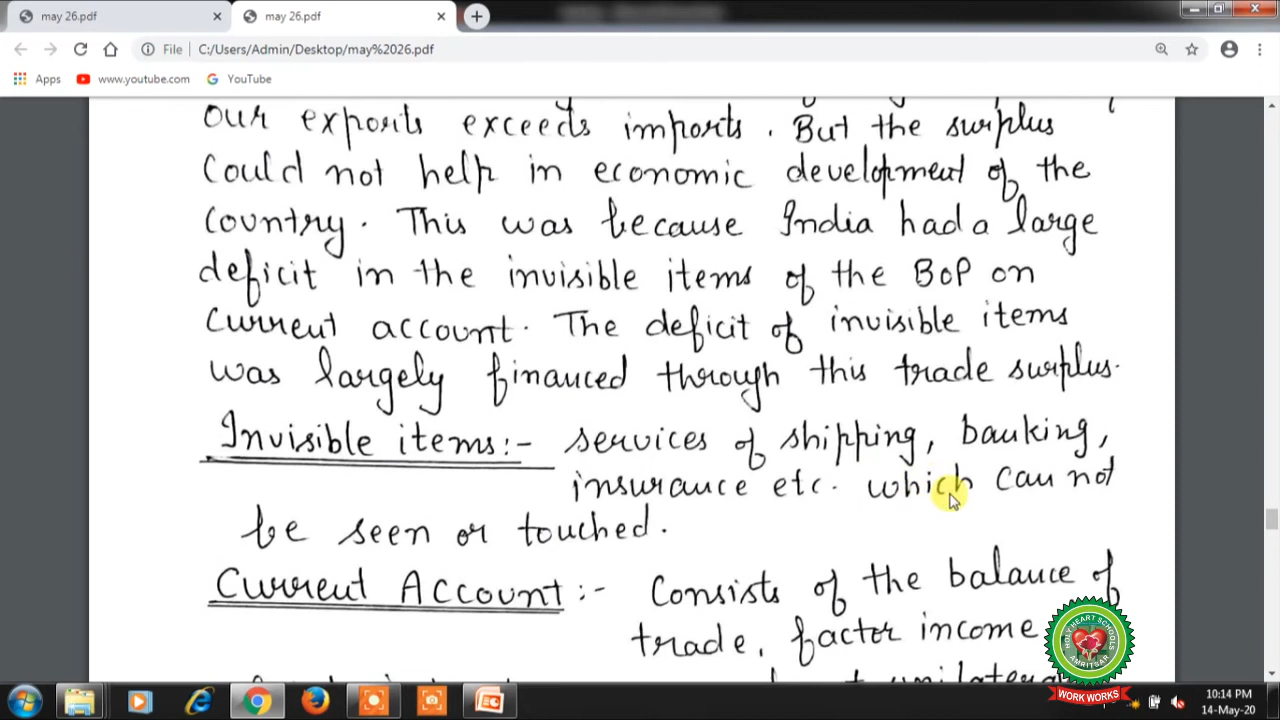 may 26.pdf
may 26.pdf
File C:/Users/Admin/Desktop/may%2026.pdf
Apps www.youtube.com YouTube
our exports exceeds imports. But the surplus
could not help in economic development of the
country. This was because India had a large
deficit in the invisible items of the BoP on
current account. The deficit of invisible items
was largely financed through this trade surplus.
Invisible items:- services of shipping, banking,
insurance etc. which can not
be seen or touched.
Current Account :- Consists of the balance of
trade, factor income
HOLY HEART SCHOOLS
AMRITSAR
WORK WORKS
10:14 PM
14-May-20